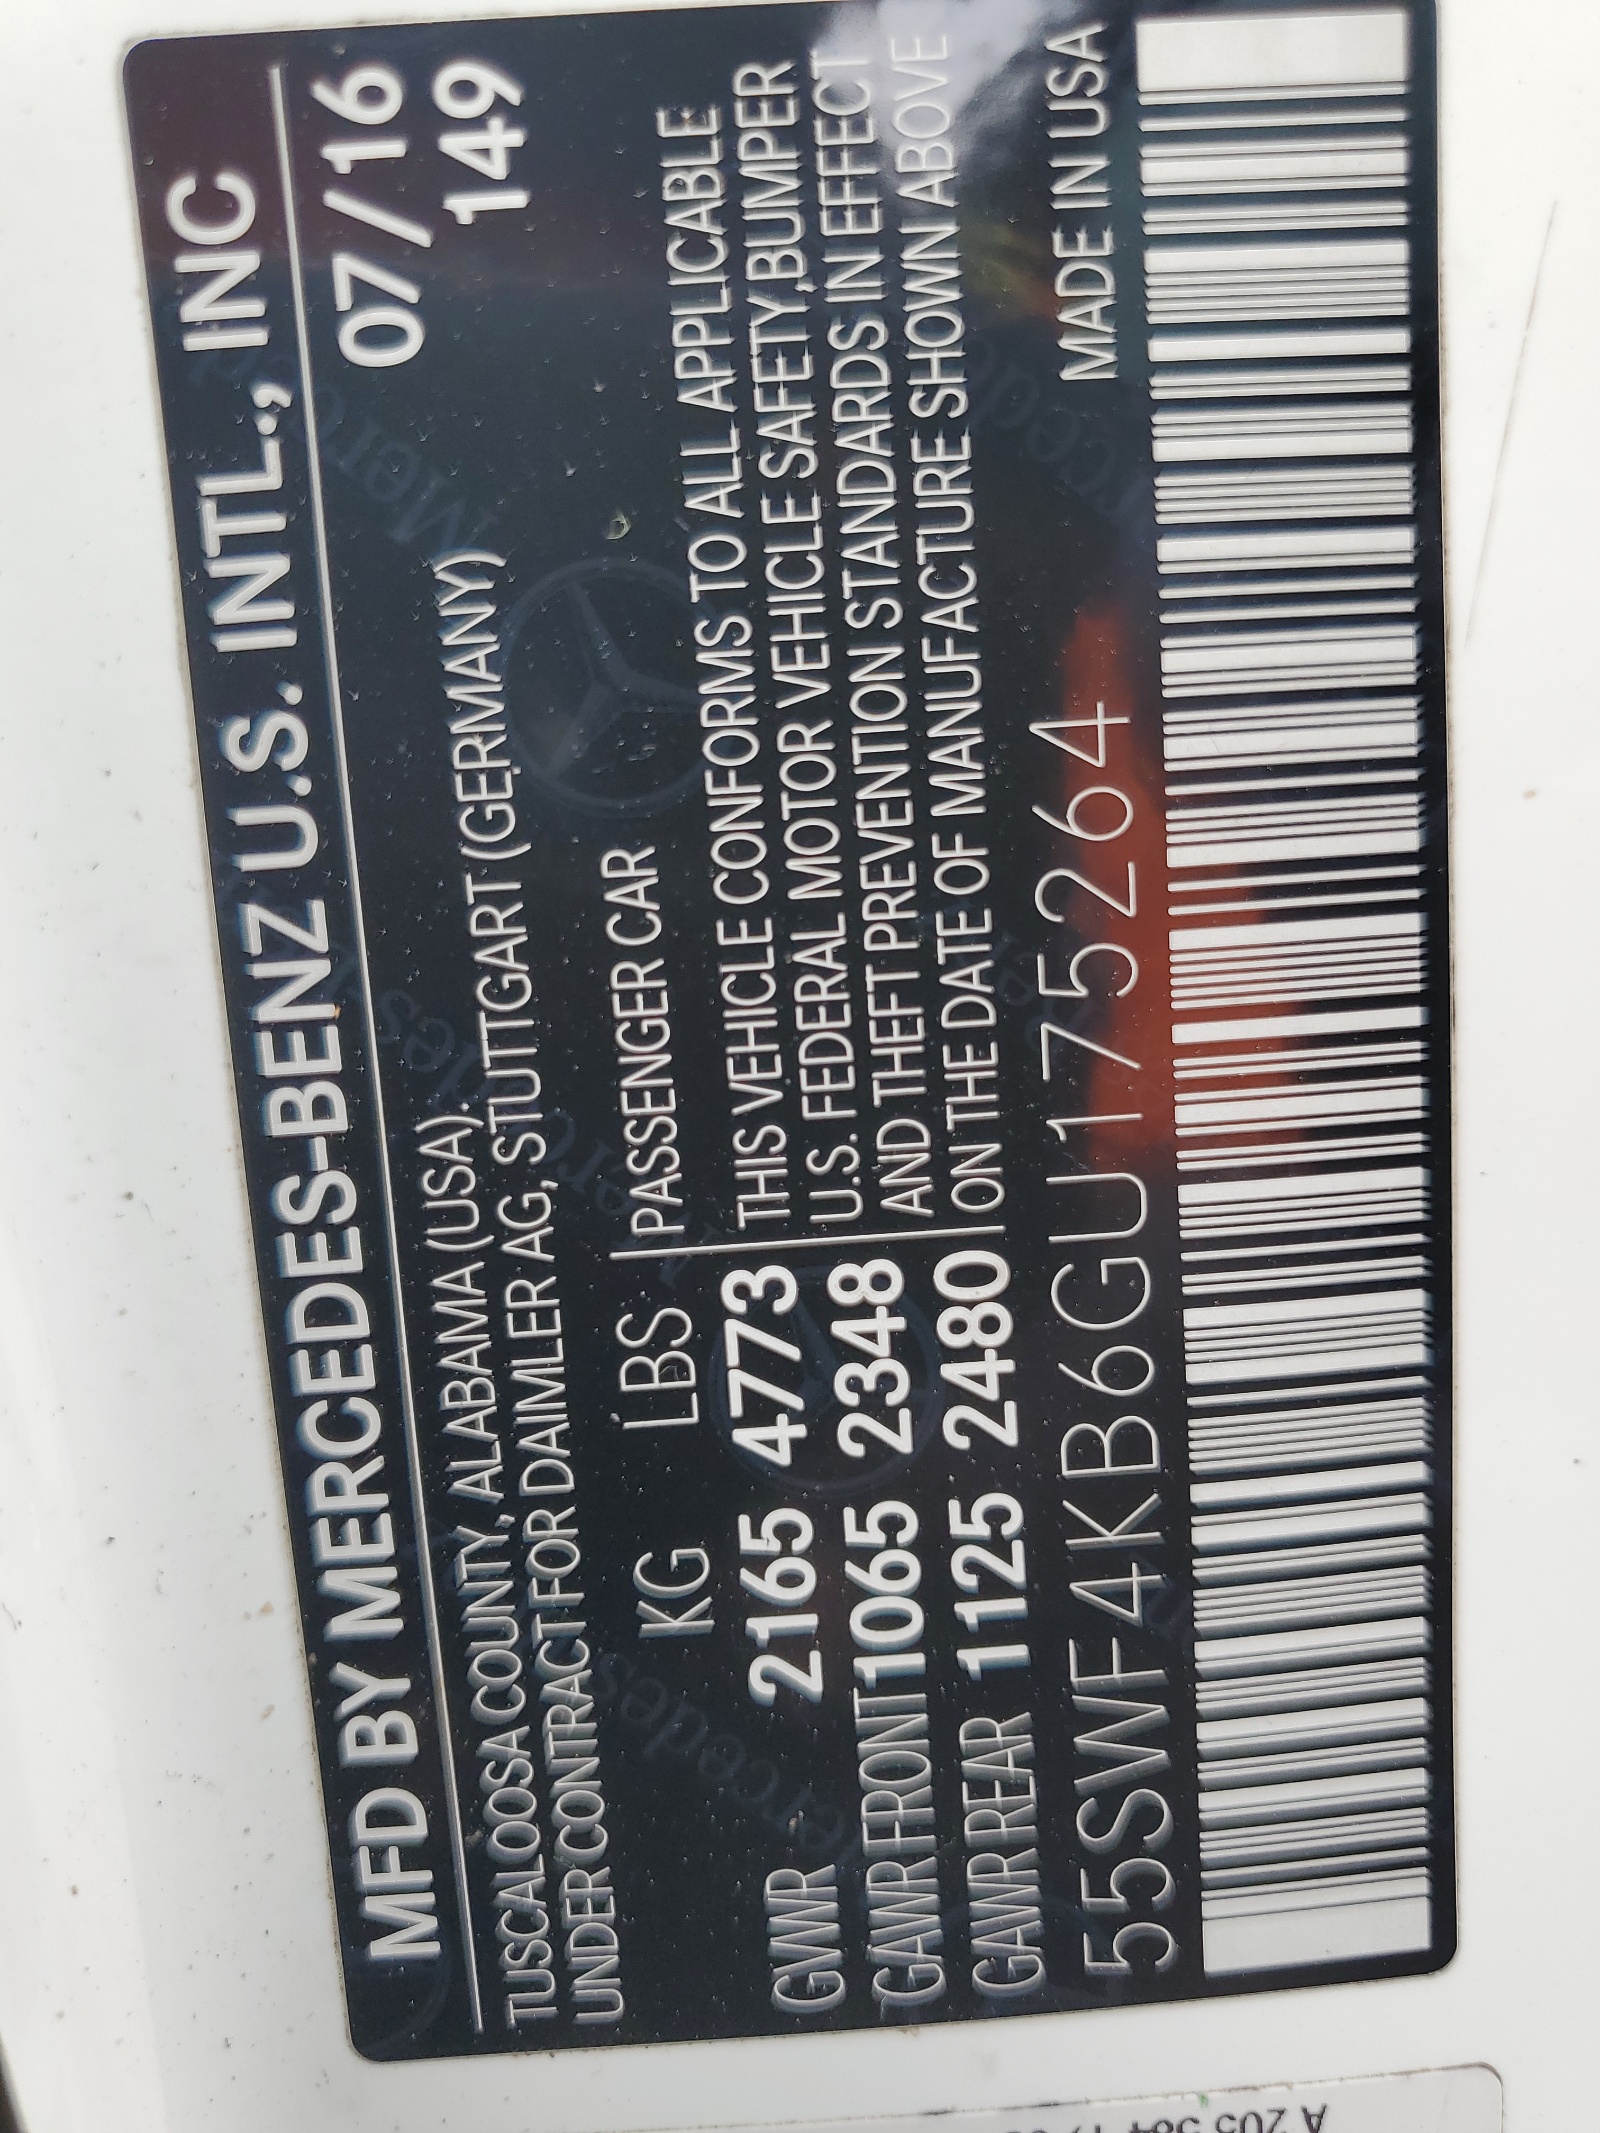 MFD BY MERCEDES-BENZ U.S. INTL., INC
07/16
149
TUSCALOOSA COUNTY, ALABAMA (USA).
UNDER CONTRACT FOR DAIMLER AG, STUTTGART (GERMANY)
KG LBS PASSENGER CAR
GVWR 2165 4773 THIS VEHICLE CONFORMS TO ALL APPLICABLE
U.S. FEDERAL MOTOR VEHICLE SAFETY,BUMPER
GAWR FRONT 1065 2348 AND THEFT PREVENTION STANDARDS IN EFFECT
GAWR REAR 1125 2480 ON THE DATE OF MANUFACTURE SHOWN ABOVE
55SWF4KB6GU175264 MADE IN USA
A 205 584